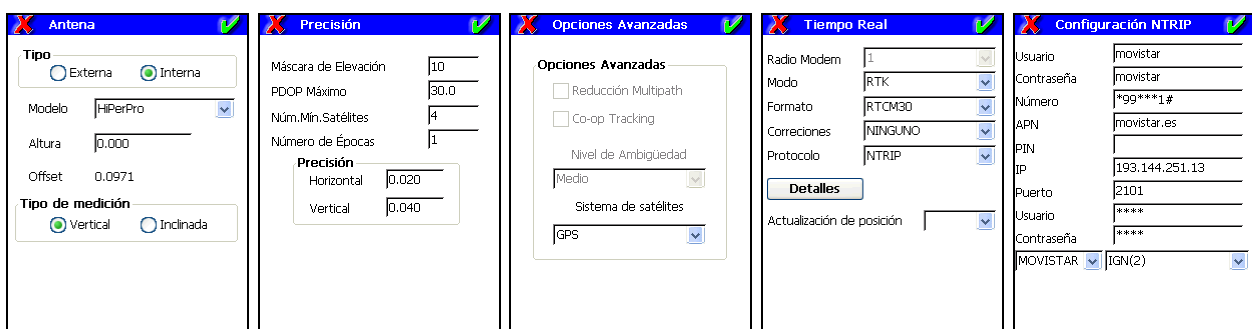 Antena
Tipo
Externa Interna
Modelo HiPerPro
Altura 0.000
Offset 0.0971
Tipo de medición
Vertical Inclinada
Precisión
Máscara de Elevación 10
PDOP Máximo 30.0
Núm.Mín.Satélites 4
Número de Épocas 1
Precisión
Horizontal 0.020
Vertical 0.040
Opciones Avanzadas
Opciones Avanzadas
Reducción Multipath
Co-op Tracking
Nivel de Ambigüedad
Medio
Sistema de satélites
GPS
Tiempo Real
Radio Modem 1
Modo RTK
Formato RTCM30
Correciones NINGUNO
Protocolo NTRIP
Detalles
Actualización de posición
Configuración NTRIP
Usuario movistar
Contraseña movistar
Número *99***1#
APN movistar.es
PIN
IP 193.144.251.13
Puerto 2101
Usuario ****
Contraseña ****
MOVISTAR IGN(2)